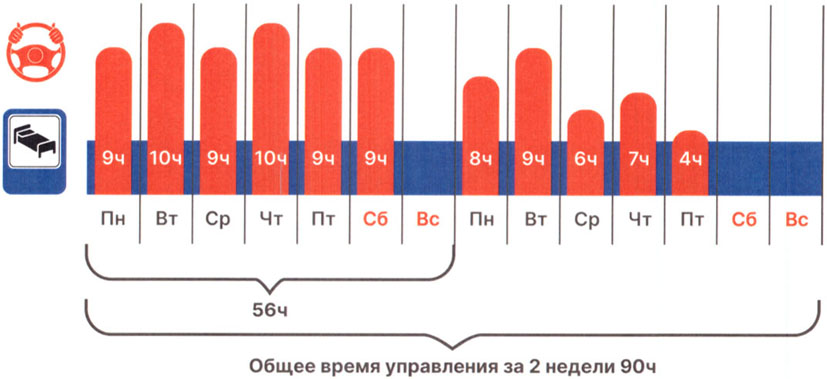 9ч 10ч 9ч 10ч 9ч 9ч 8ч 9ч 6ч 7ч 4ч
Пн Вт Ср Чт Пт Сб Вс Пн Вт Ср Чт Пт Сб Вс
56ч
Общее время управления за 2 недели 90ч